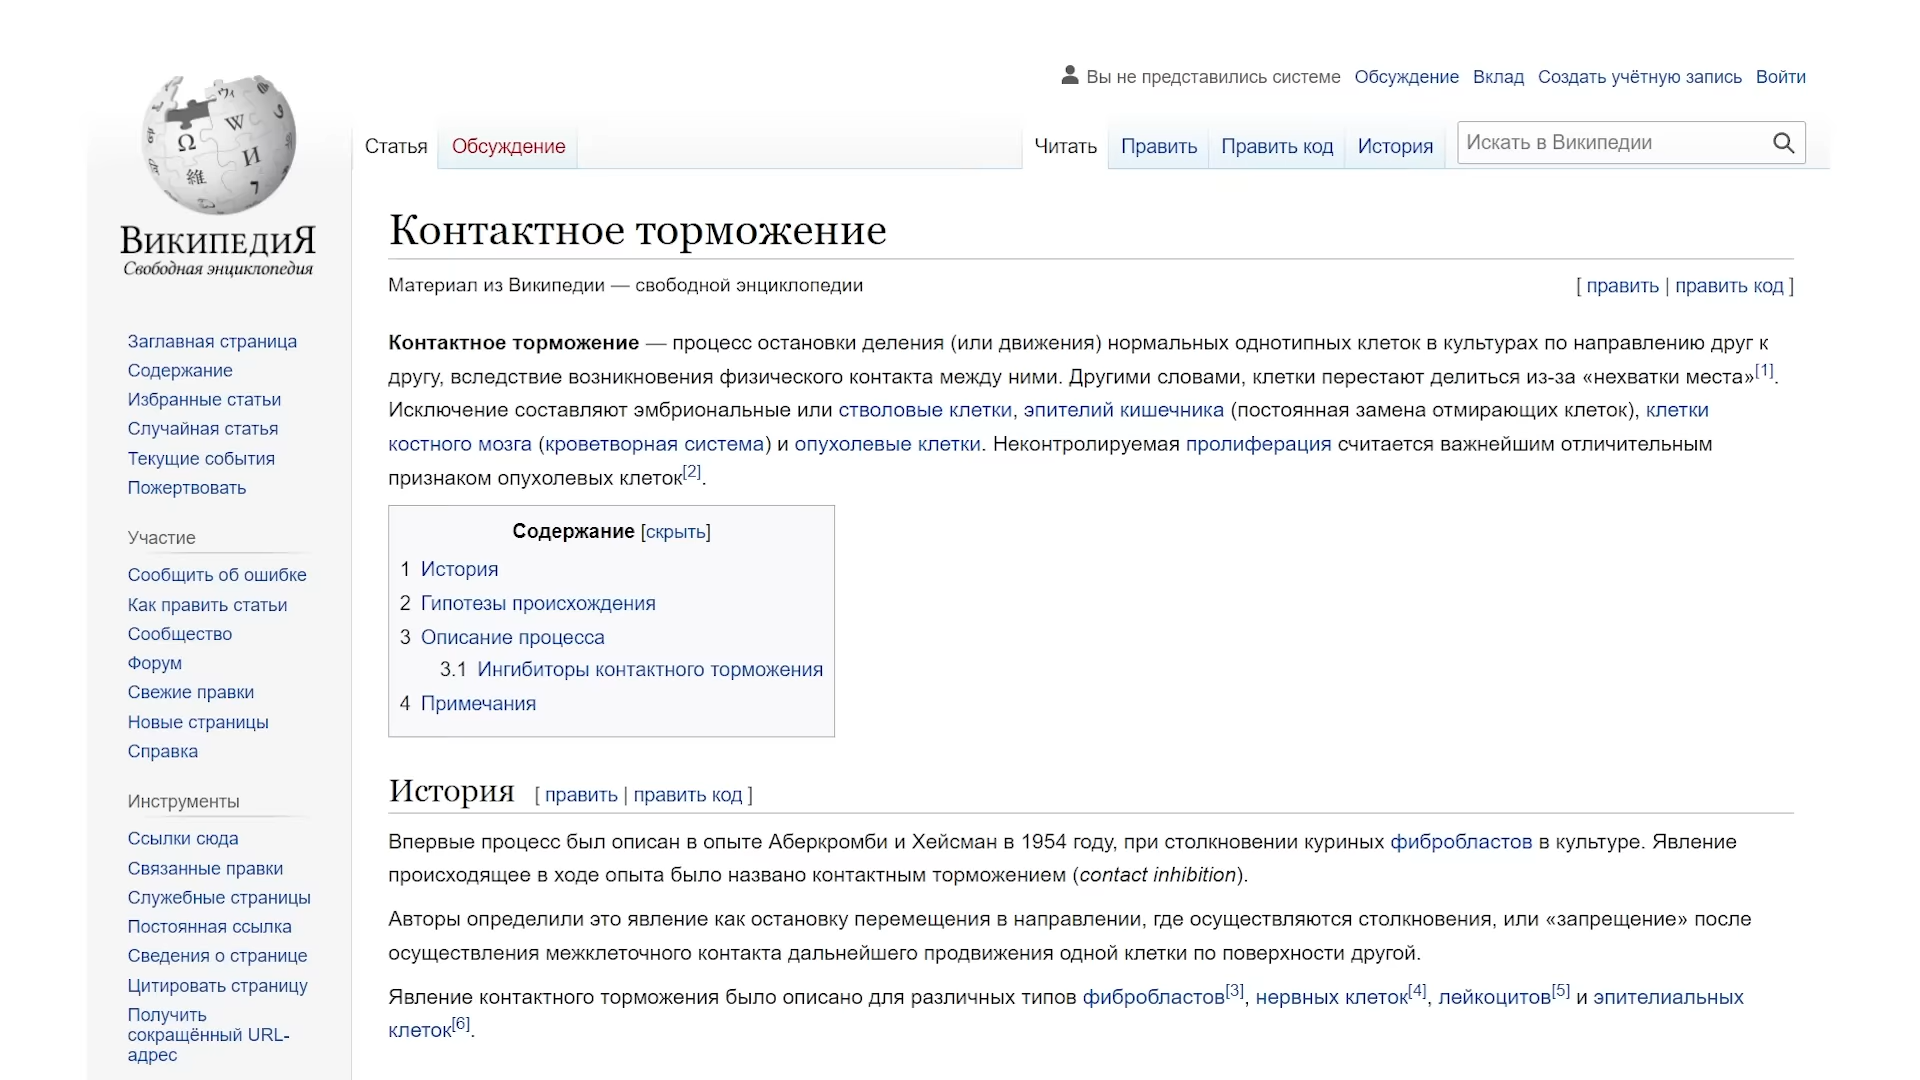 Вы не представились системе Обсуждение Вклад Создать учётную запись Войти
Статья Обсуждение Читать Править Править код История Искать в Википедии
ВикипедиЯ
Свободная энциклопедия
Заглавная страница
Содержание
Избранные статьи
Случайная статья
Текущие события
Пожертвовать
Участие
Сообщить об ошибке
Как править статьи
Сообщество
Форум
Свежие правки
Новые страницы
Справка
Инструменты
Ссылки сюда
Связанные правки
Служебные страницы
Постоянная ссылка
Сведения о странице
Цитировать страницу
Получить
сокращённый URL-
адрес
Контактное торможение
Материал из Википедии — свободной энциклопедии [ править | править код ]
Контактное торможение — процесс остановки деления (или движения) нормальных однотипных клеток в культурах по направлению друг к
другу, вследствие возникновения физического контакта между ними. Другими словами, клетки перестают делиться из-за «нехватки места»[1].
Исключение составляют эмбриональные или стволовые клетки, эпителий кишечника (постоянная замена отмирающих клеток), клетки
костного мозга (кроветворная система) и опухолевые клетки. Неконтролируемая пролиферация считается важнейшим отличительным
признаком опухолевых клеток[2].
Содержание [скрыть]
1 История
2 Гипотезы происхождения
3 Описание процесса
3.1 Ингибиторы контактного торможения
4 Примечания
История [ править | править код ]
Впервые процесс был описан в опыте Аберкромби и Хейсман в 1954 году, при столкновении куриных фибробластов в культуре. Явление
происходящее в ходе опыта было названо контактным торможением (contact inhibition).
Авторы определили это явление как остановку перемещения в направлении, где осуществляются столкновения, или «запрещение» после
осуществления межклеточного контакта дальнейшего продвижения одной клетки по поверхности другой.
Явление контактного торможения было описано для различных типов фибробластов[3], нервных клеток[4], лейкоцитов[5] и эпителиальных
клеток[6].